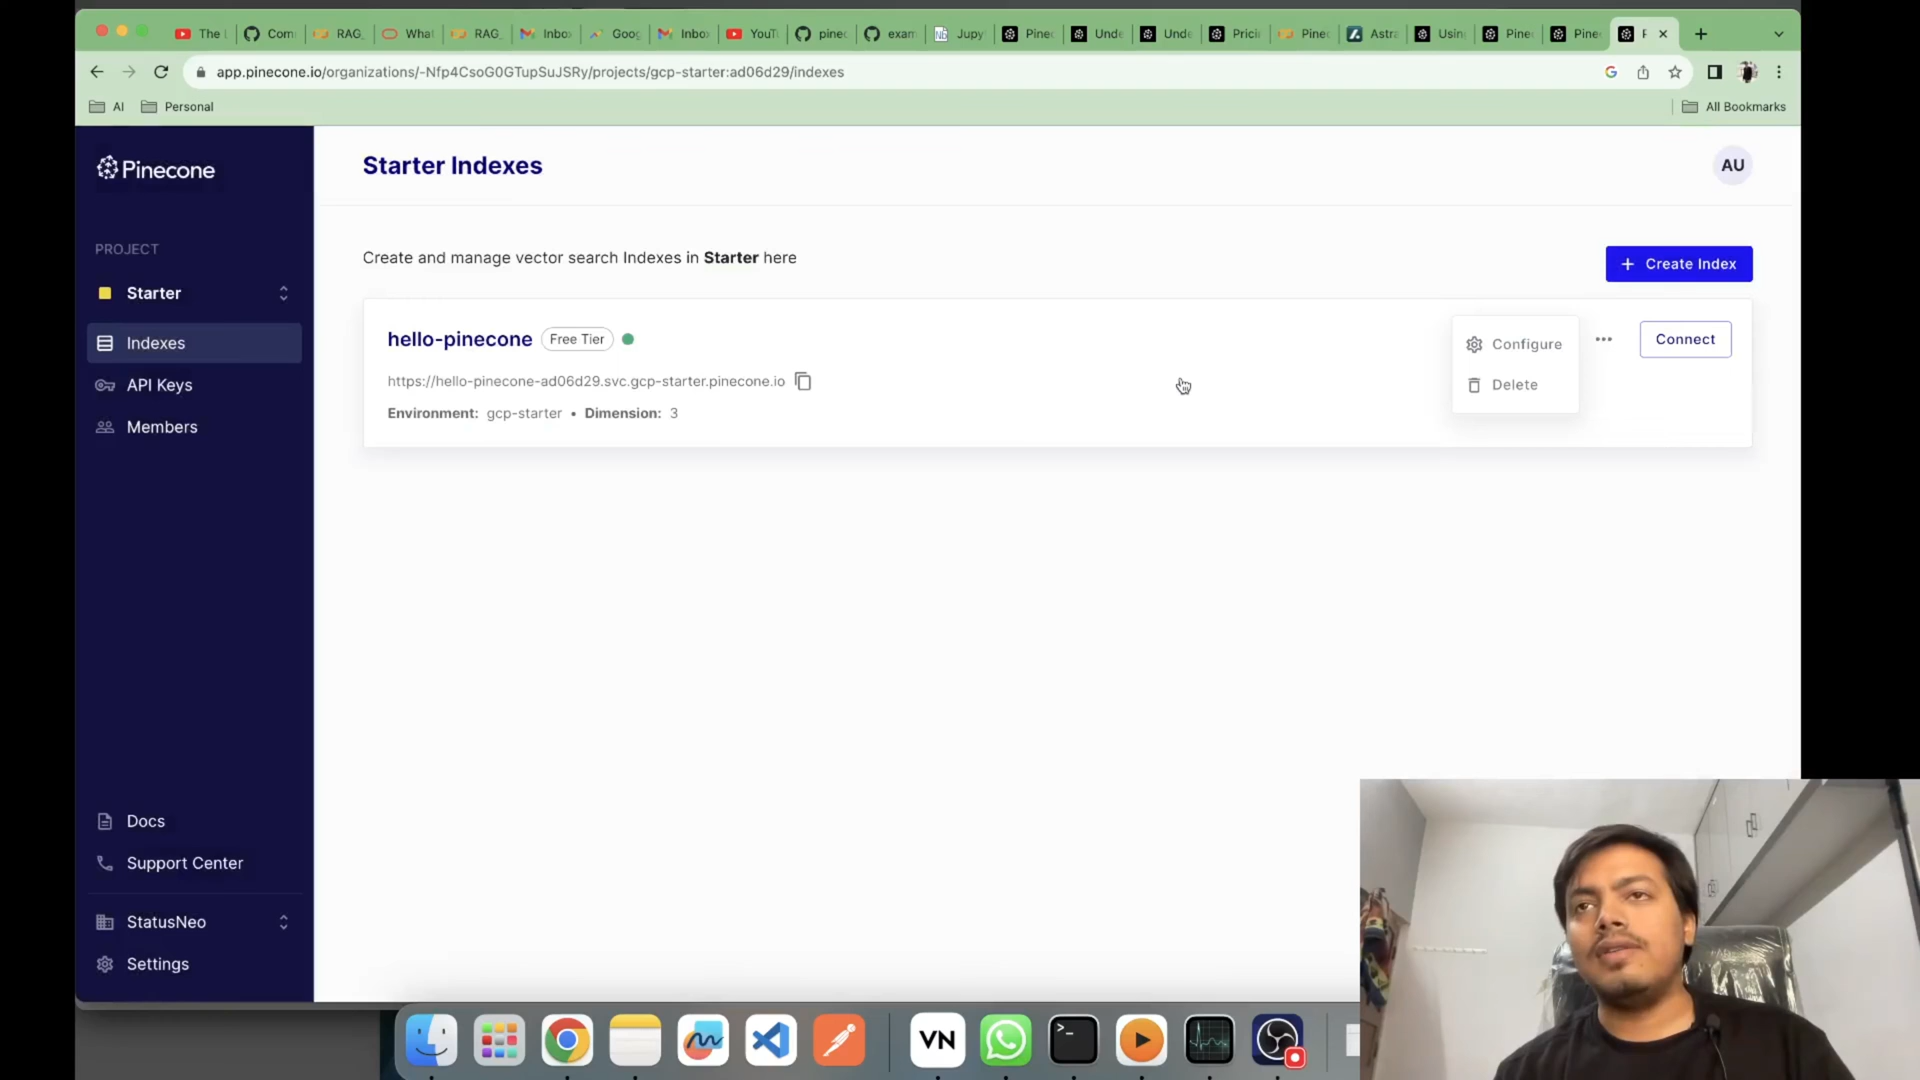 The
Com
RAG_
What
RAG_
Inbo
Goog
Inbo
YouT
pinec
exam
Jupy
Pinec
Unde
Unde
Prici
Pinec
Astra
Using
Pinec
Pinec
app.pinecone.io/organizations/-Nfp4CsoG0GTupSuJSRy/projects/gcp-starter:ad06d29/indexes
AI
Personal
All Bookmarks
Pinecone
Starter Indexes
AU
PROJECT
Create and manage vector search Indexes in Starter here
+ Create Index
Starter
Indexes
API Keys
Members
hello-pinecone
Free Tier
Configure
Connect
https://hello-pinecone-ad06d29.svc.gcp-starter.pinecone.io
Delete
Environment: gcp-starter • Dimension: 3
Docs
Support Center
StatusNeo
Settings
VN